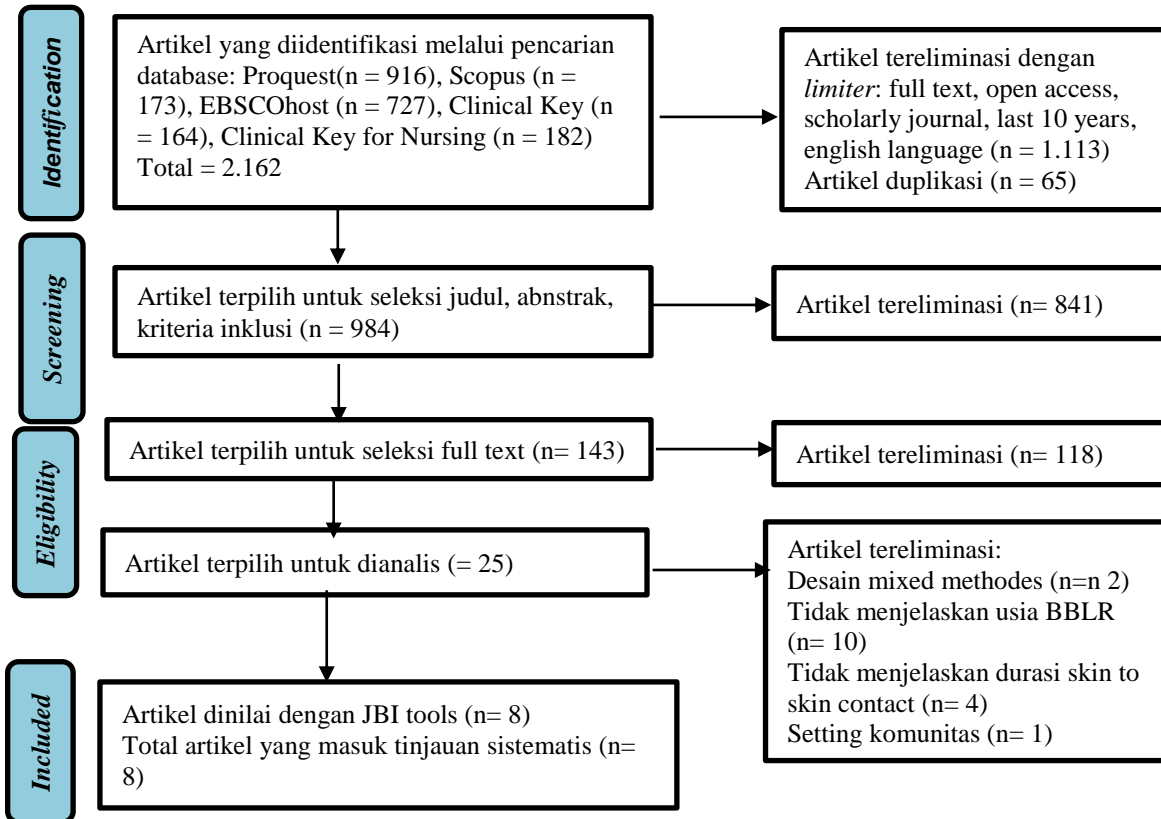 Identification
Artikel yang diidentifikasi melalui pencarian
database: Proquest(n = 916), Scopus (n =
173), EBSCOhost (n = 727), Clinical Key (n
= 164), Clinical Key for Nursing (n = 182)
Total = 2.162
Artikel tereliminasi dengan
limiter: full text, open access,
scholarly journal, last 10 years,
english language (n = 1.113)
Artikel duplikasi (n = 65)
Screening
Artikel terpilih untuk seleksi judul, abnstrak,
kriteria inklusi (n = 984)
Artikel tereliminasi (n= 841)
Eligibility
Artikel terpilih untuk seleksi full text (n= 143)
Artikel tereliminasi (n= 118)
Artikel terpilih untuk dianalis (= 25)
Artikel tereliminasi:
Desain mixed methodes (n=n 2)
Tidak menjelaskan usia BBLR
(n= 10)
Tidak menjelaskan durasi skin to
skin contact (n= 4)
Setting komunitas (n= 1)
Included
Artikel dinilai dengan JBI tools (n= 8)
Total artikel yang masuk tinjauan sistematis (n=
8)